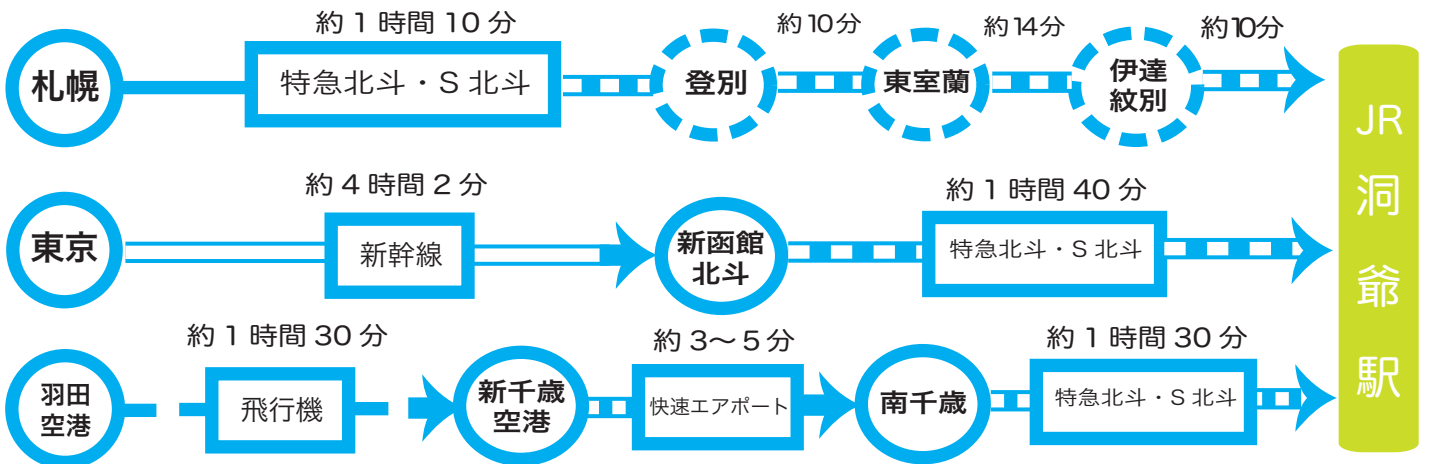 約1時間10分
約10分
約14分
約10分
札幌
特急北斗・S北斗
登別
東室蘭
伊達
紋別
約4時間2分
約1時間40分
東京
新幹線
新函館
北斗
特急北斗・S北斗
約1時間30分
約3〜5分
約1時間30分
羽田
空港
飛行機
新千歳
空港
快速エアポート
南千歳
特急北斗・S北斗
JR洞爺駅